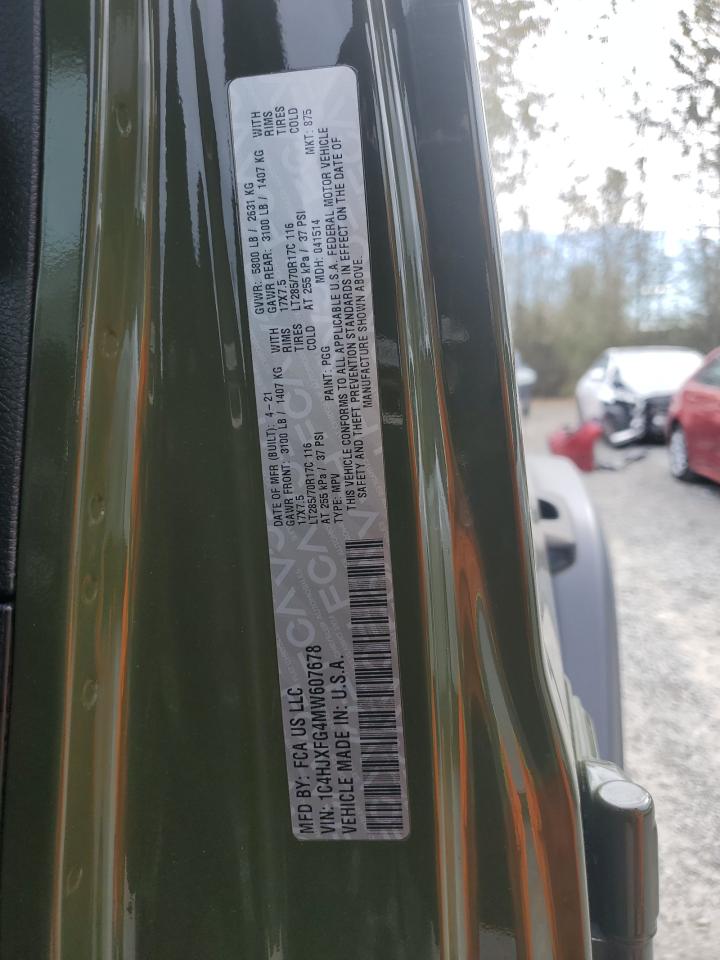 MFD BY: FCA US LLC
DATE OF MFR (BUILT): 4-21
GVWR: 5800 LB / 2631 KG
GAWR FRONT: 3100 LB / 1407 KG WITH
GAWR REAR: 3100 LB / 1407 KG WITH
17X7.5 RIMS
17X7.5 RIMS
LT285/70R17C 116 TIRES
LT285/70R17C 116 TIRES
AT 255 kPa / 37 PSI COLD
AT 255 kPa / 37 PSI COLD
VIN: 1C4HJXFG4MW607678
TYPE: MPV
PAINT: PGG
MDH: 041514
MKT: 875
VEHICLE MADE IN: U.S.A.
THIS VEHICLE CONFORMS TO ALL APPLICABLE U.S.A. FEDERAL MOTOR VEHICLE
SAFETY AND THEFT PREVENTION STANDARDS IN EFFECT ON THE DATE OF
MANUFACTURE SHOWN ABOVE.